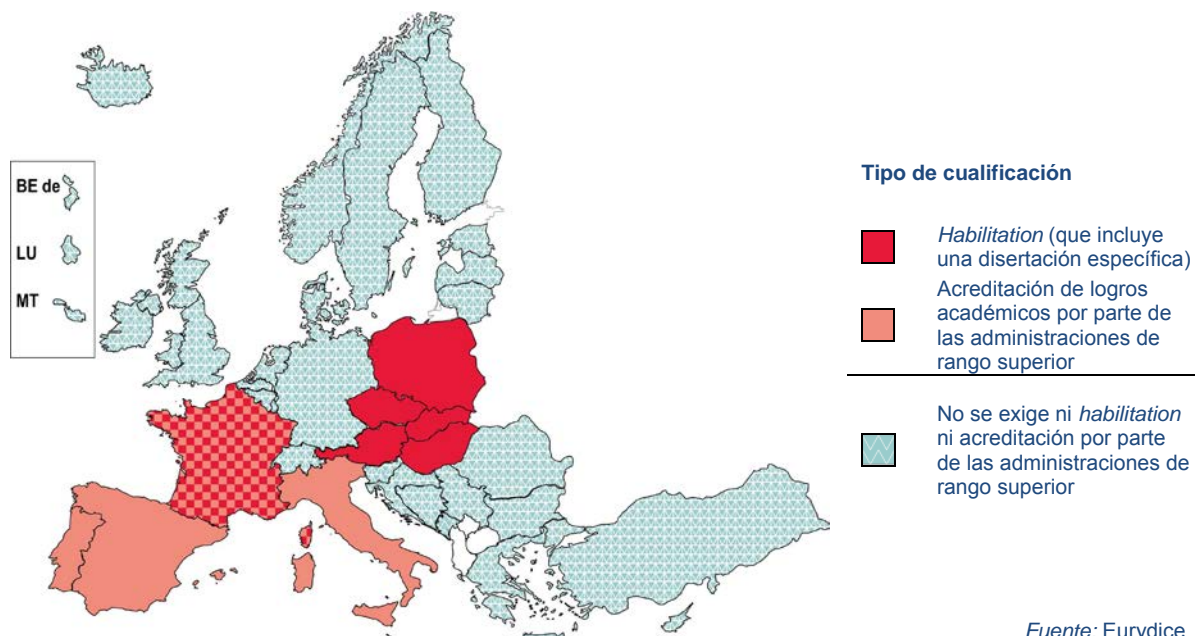 BE de
LU
MT
Tipo de cualificación
Habilitation (que incluye
una disertación específica)
Acreditación de logros
académicos por parte de
las administraciones de
rango superior
No se exige ni habilitation
ni acreditación por parte
de las administraciones de
rango superior
Fuente: Eurydice